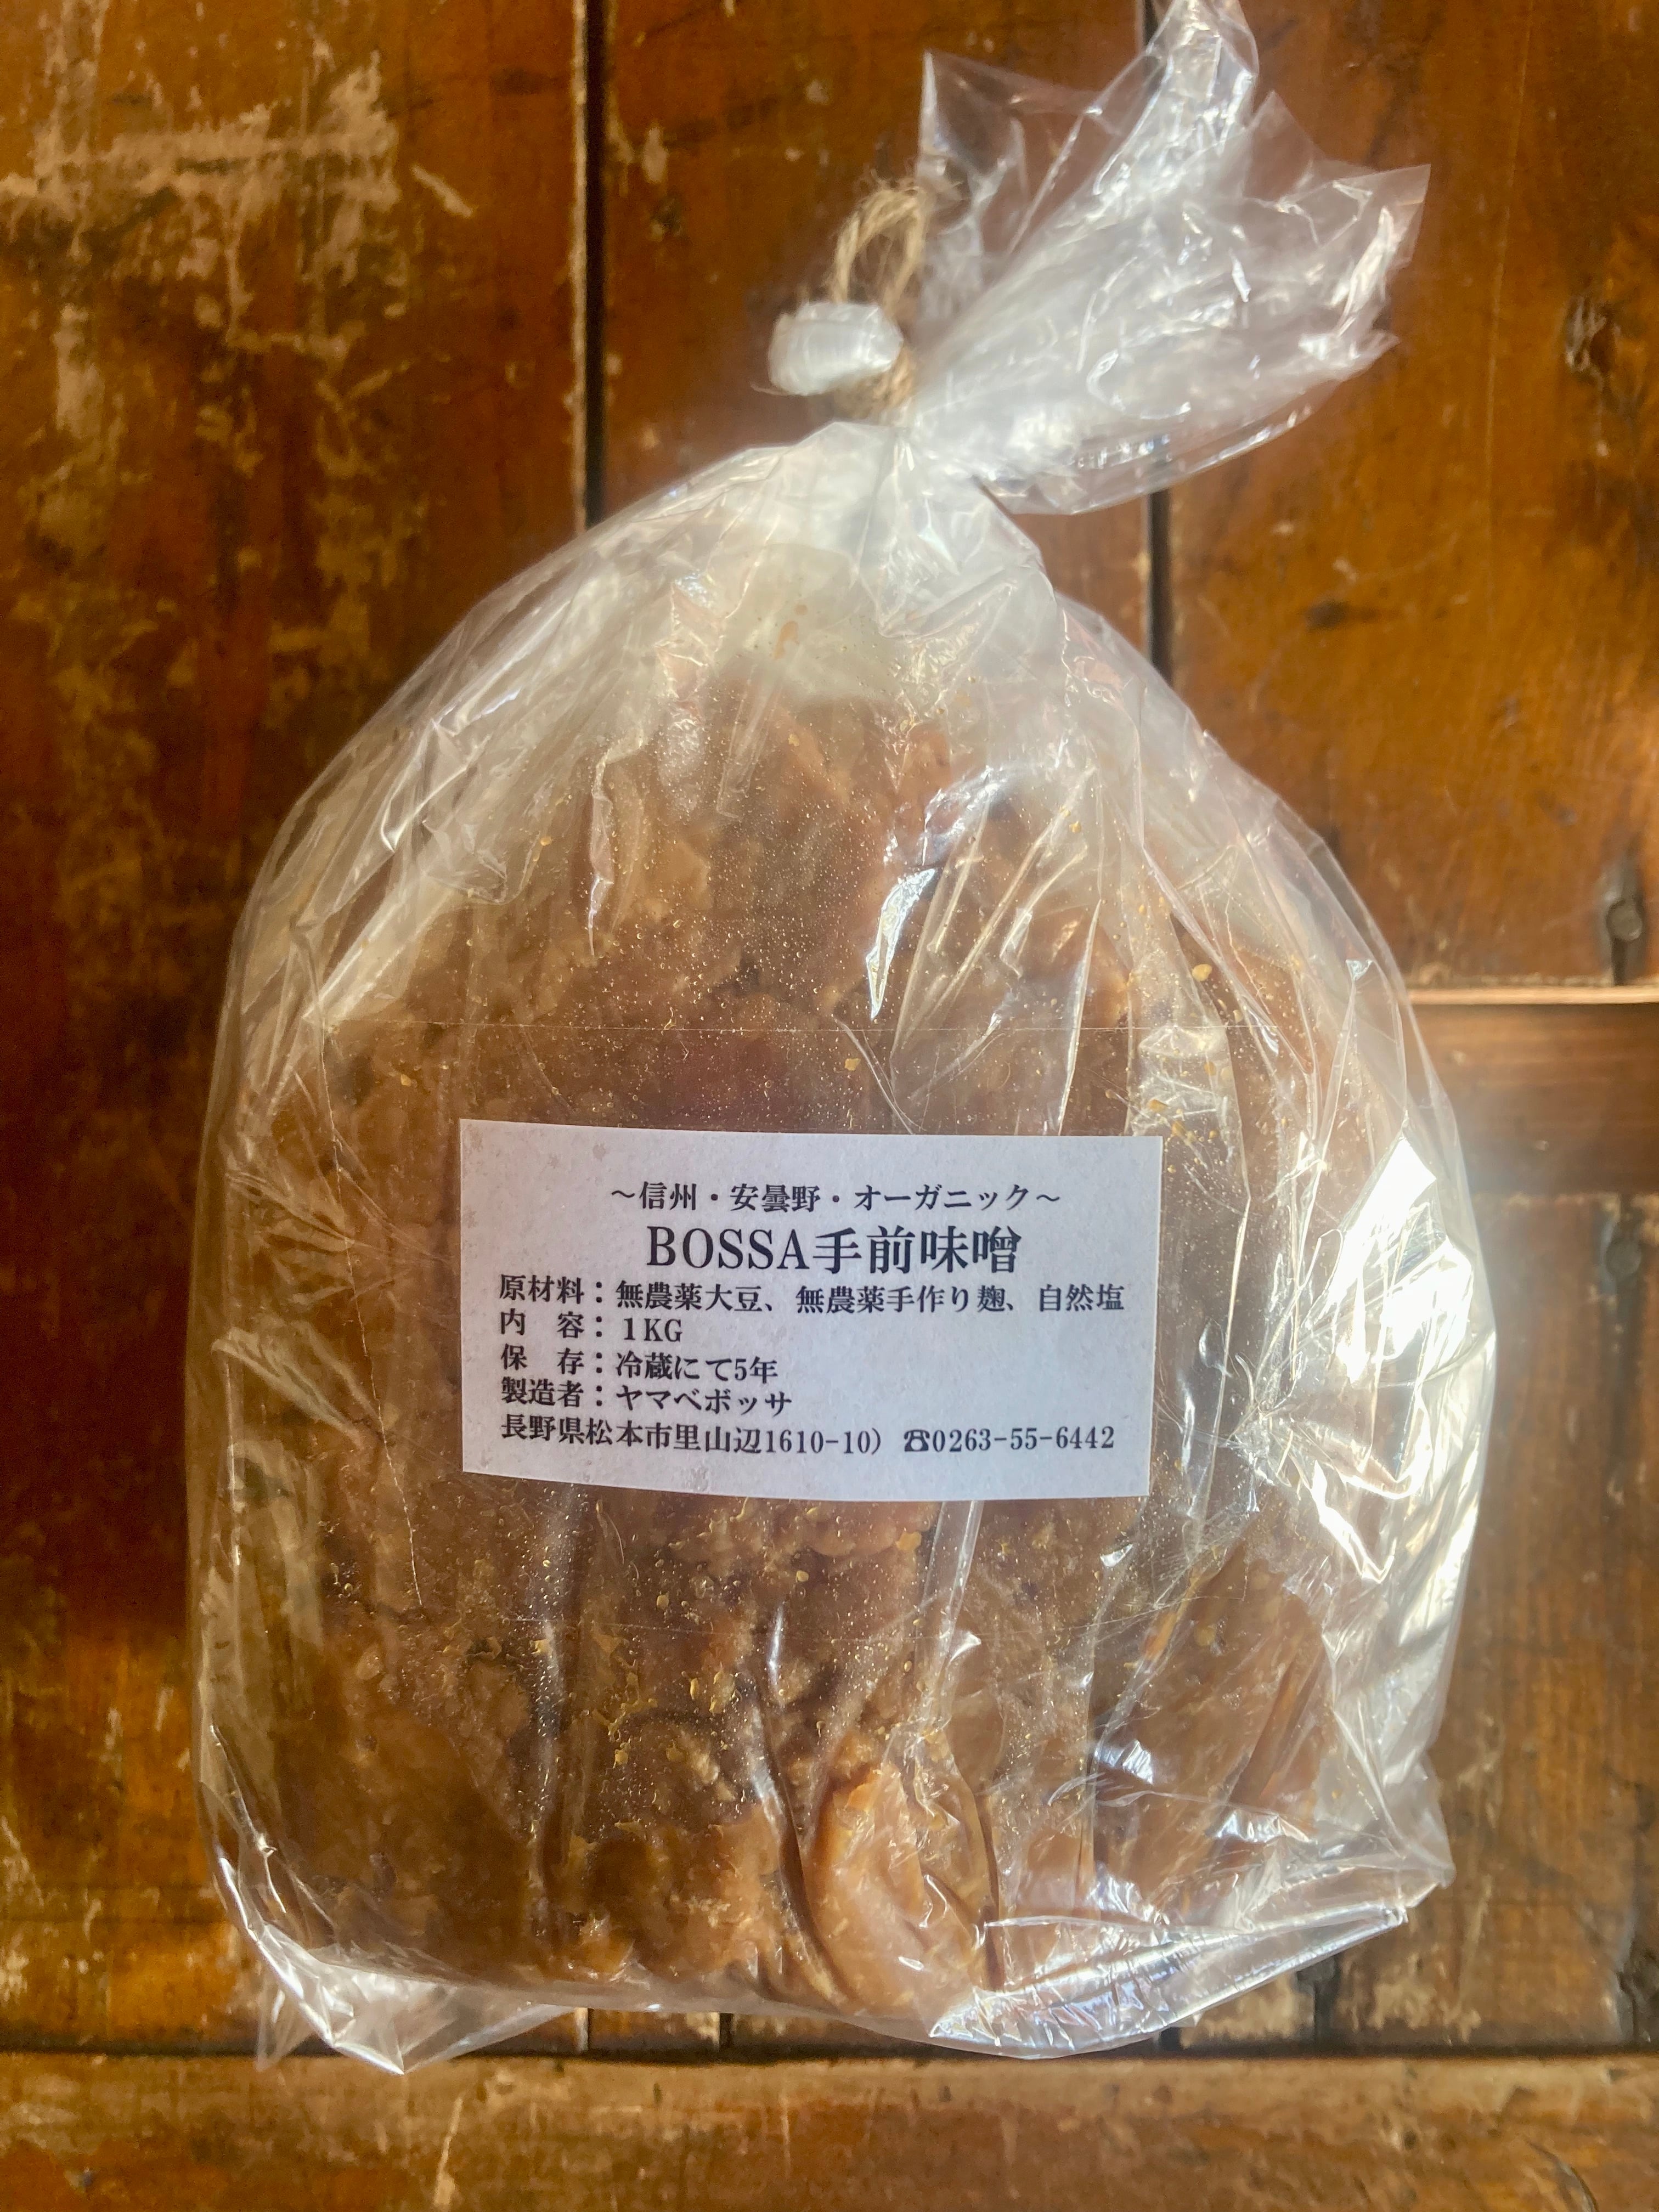 ～信州・安曇野・オーガニック～
BOSSA手前味噌
原材料：無農薬大豆、無農薬手作り麹、自然塩
内　容：１KG
保　存：冷蔵にて5年
製造者：ヤマベボッサ
長野県松本市里山辺1610-10）☎0263-55-6442